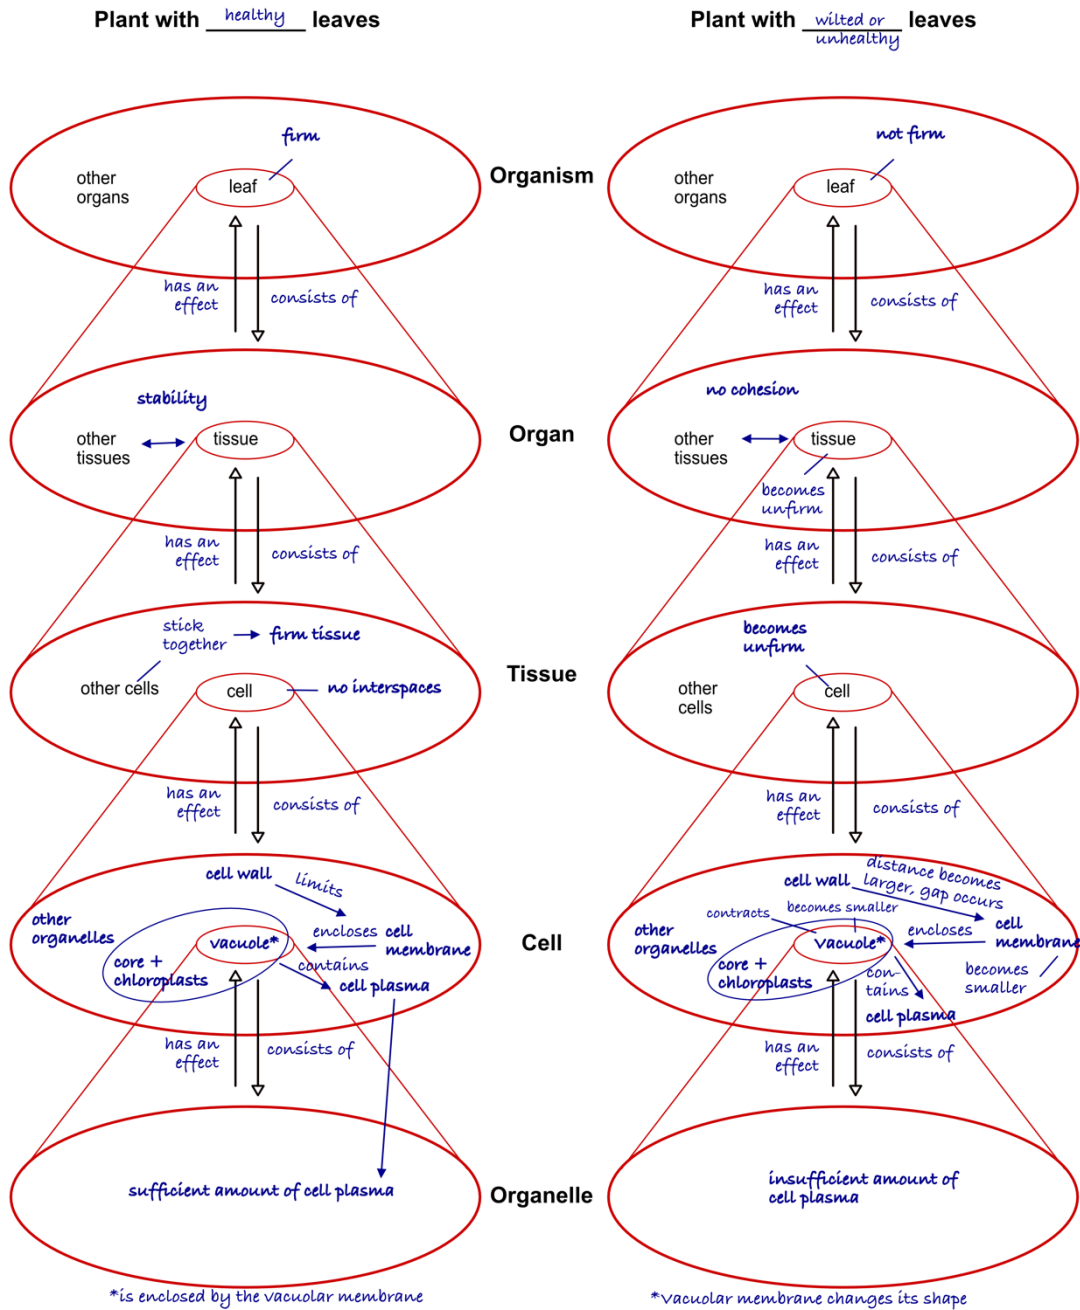 Plant with healthy leaves
Plant with wilted or
unhealthy
leaves
firm
other
organs
leaf
has an
effect
consists of
Organism
not firm
other
organs
leaf
has an
effect
consists of
stability
other
tissues
tissue
has an
effect
consists of
Organ
no cohesion
other
tissues
tissue
becomes
unfirm
has an
effect
consists of
stick
together
firm tissue
other cells
cell
no interspaces
has an
effect
consists of
Tissue
becomes
unfirm
other
cells
cell
has an
effect
consists of
cell wall
limits
other
organelles
vacuole*
encloses
cell
membrane
core +
chloroplasts
contains
cell plasma
has an
effect
consists of
Cell
cell wall
distance becomes
larger, gap occurs
contracts
becomes smaller
other
organelles
vacuole*
encloses
cell
membrane
core +
chloroplasts
con-
tains
becomes
smaller
cell plasma
has an
effect
consists of
sufficient amount of cell plasma
Organelle
insufficient amount of
cell plasma
*is enclosed by the vacuolar membrane
*vacuolar membrane changes its shape